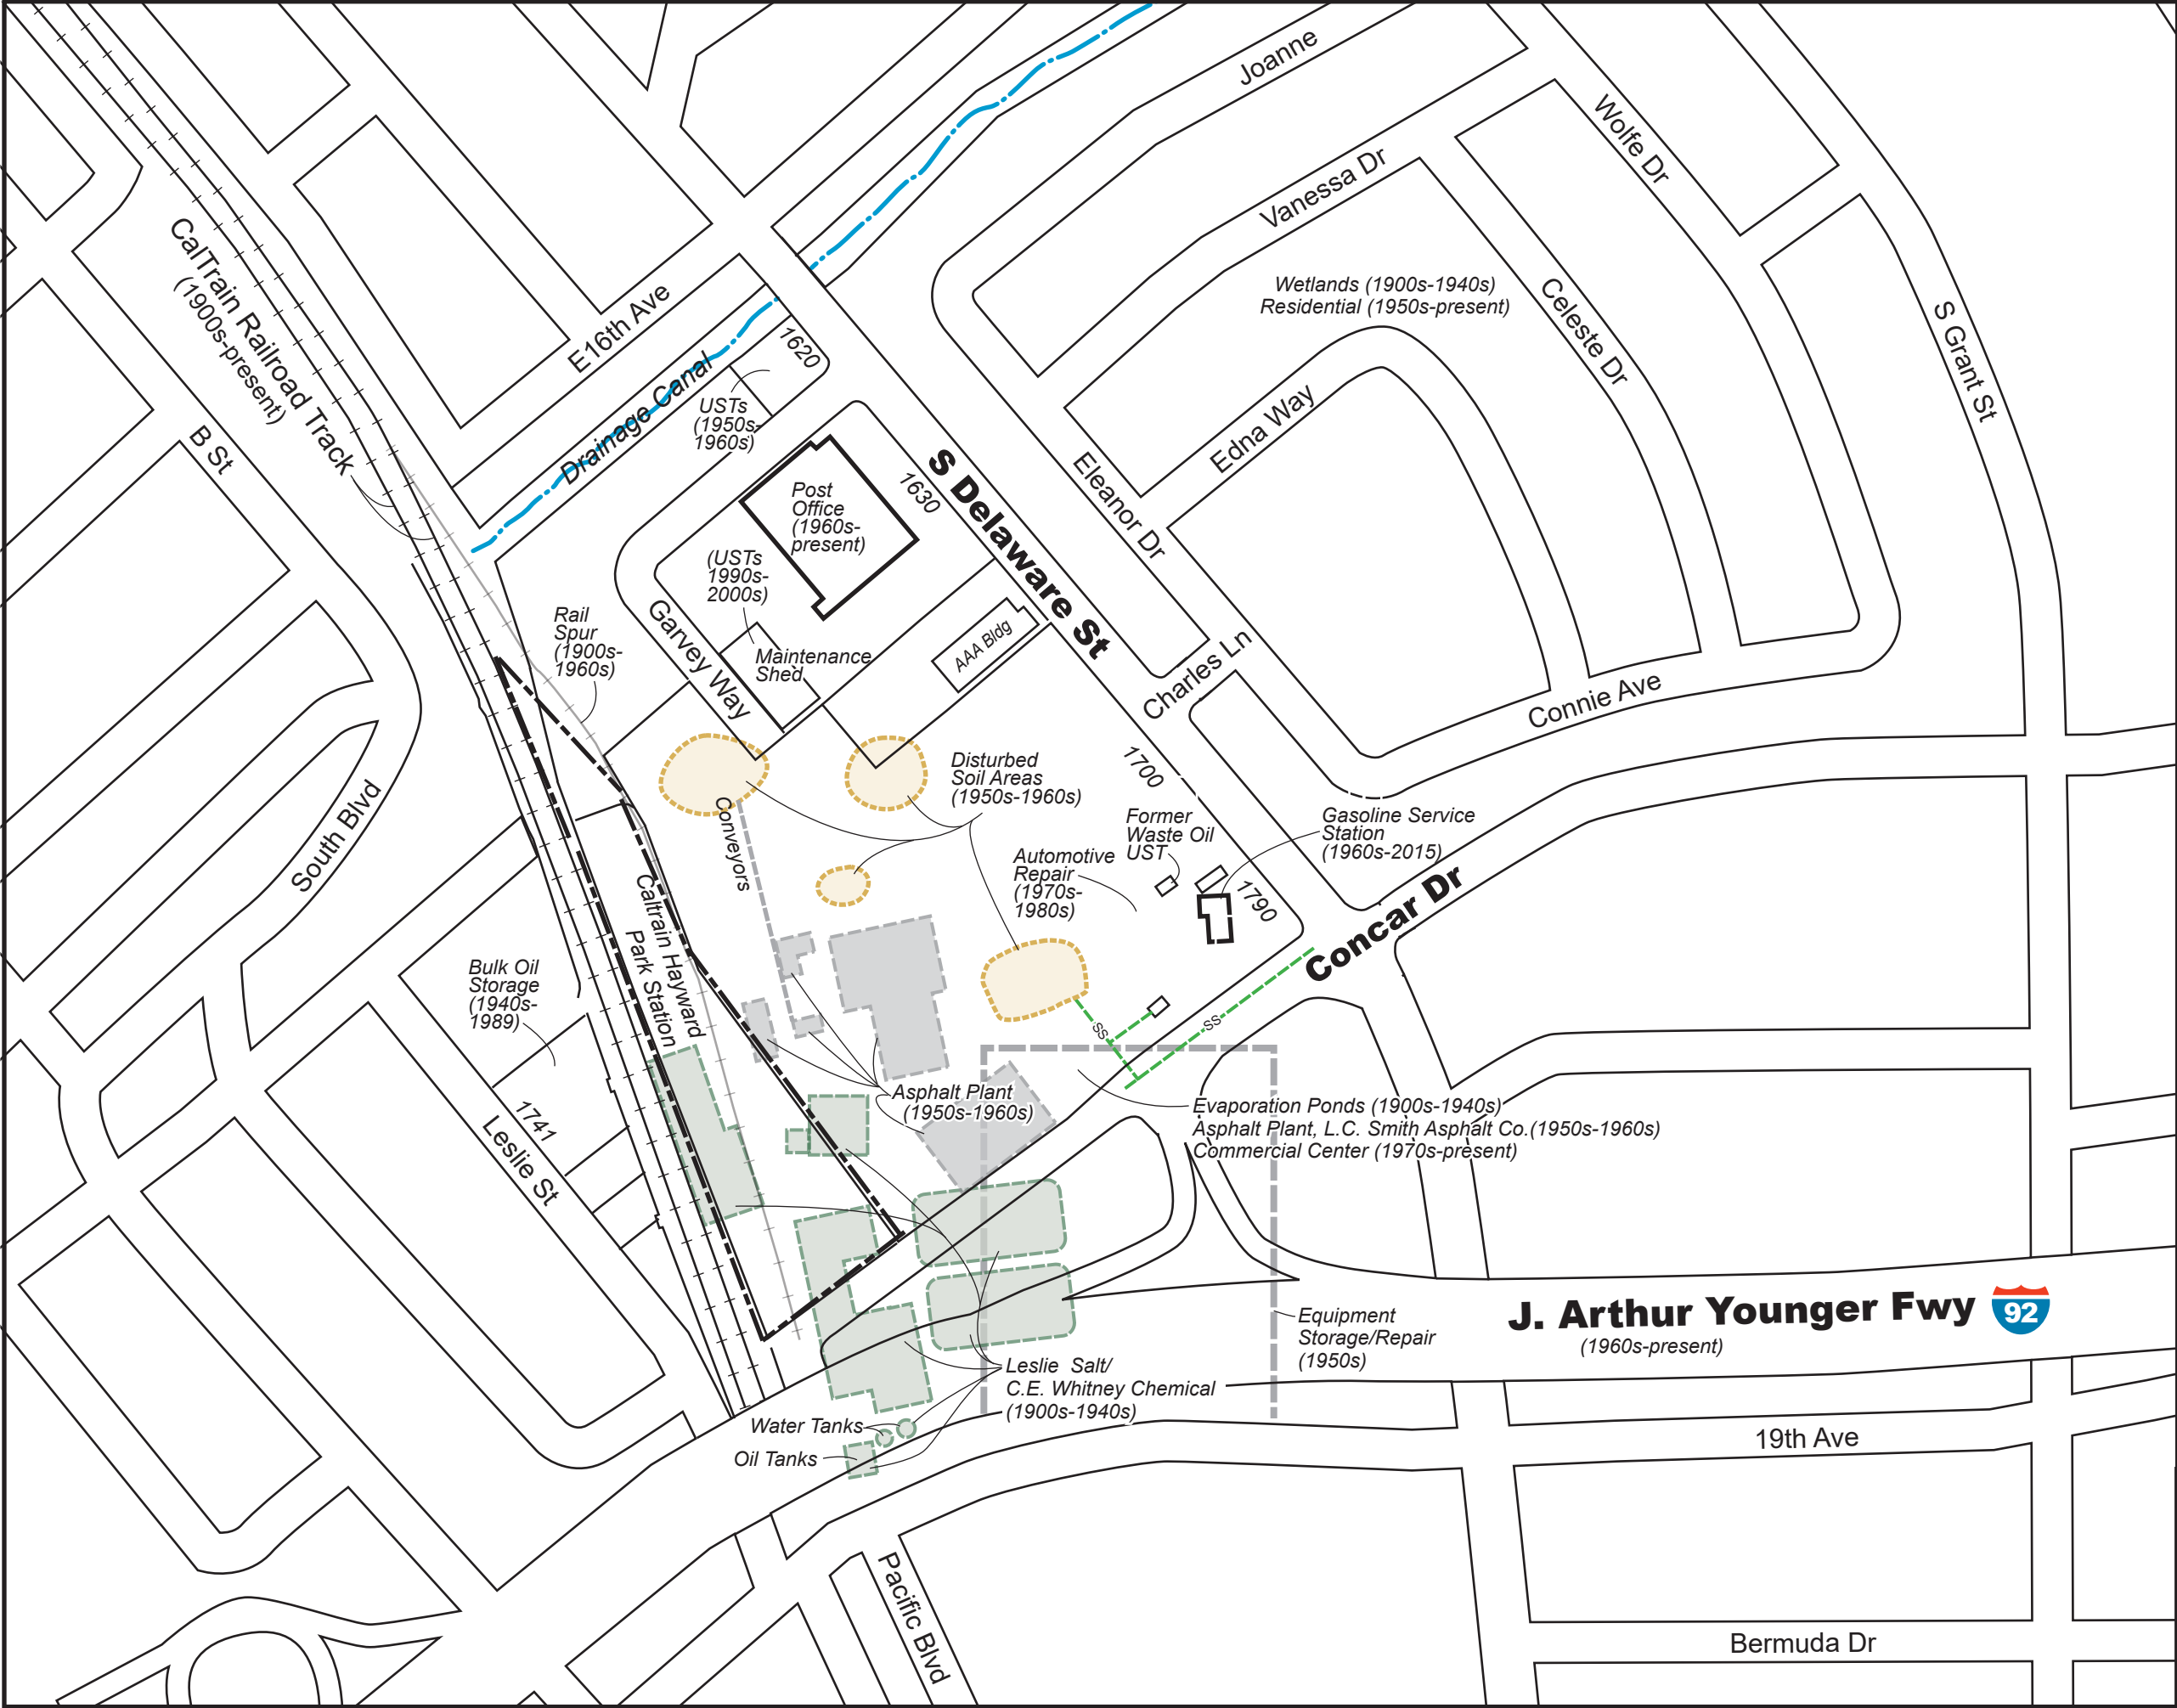 Joanne
Wolfe Dr
Vanessa Dr
CalTrain Railroad Track
(1900s-present)
Wetlands (1900s-1940s)
Residential (1950s-present)
Celeste Dr
S Grant St
E16th Ave
1620
Drainage Canal
USTs
(1950s-
1960s)
Edna Way
B St
Eleanor Dr
S Delaware St
1630
Post
Office
(1960s-
present)
(USTs
1990s-
2000s)
Rail
Spur
(1900s-
1960s)
Garvey Way
Maintenance
Shed
AAA Bldg
Charles Ln
Connie Ave
1700
Disturbed
Soil Areas
(1950s-1960s)
Conveyors
South Blvd
Former
Waste Oil
UST
Gasoline Service
Station
(1960s-2015)
Automotive
Repair
(1970s-
1980s)
1790
Concar Dr
Caltrain Hayward
Park Station
Bulk Oil
Storage
(1940s-
1989)
SS
SS
1741
Leslie St
Asphalt Plant
(1950s-1960s)
Evaporation Ponds (1900s-1940s)
Asphalt Plant, L.C. Smith Asphalt Co.(1950s-1960s)
Commercial Center (1970s-present)
J. Arthur Younger Fwy
92
(1960s-present)
Equipment
Storage/Repair
(1950s)
Leslie Salt/
C.E. Whitney Chemical
(1900s-1940s)
Water Tanks
Oil Tanks
19th Ave
Pacific Blvd
Bermuda Dr